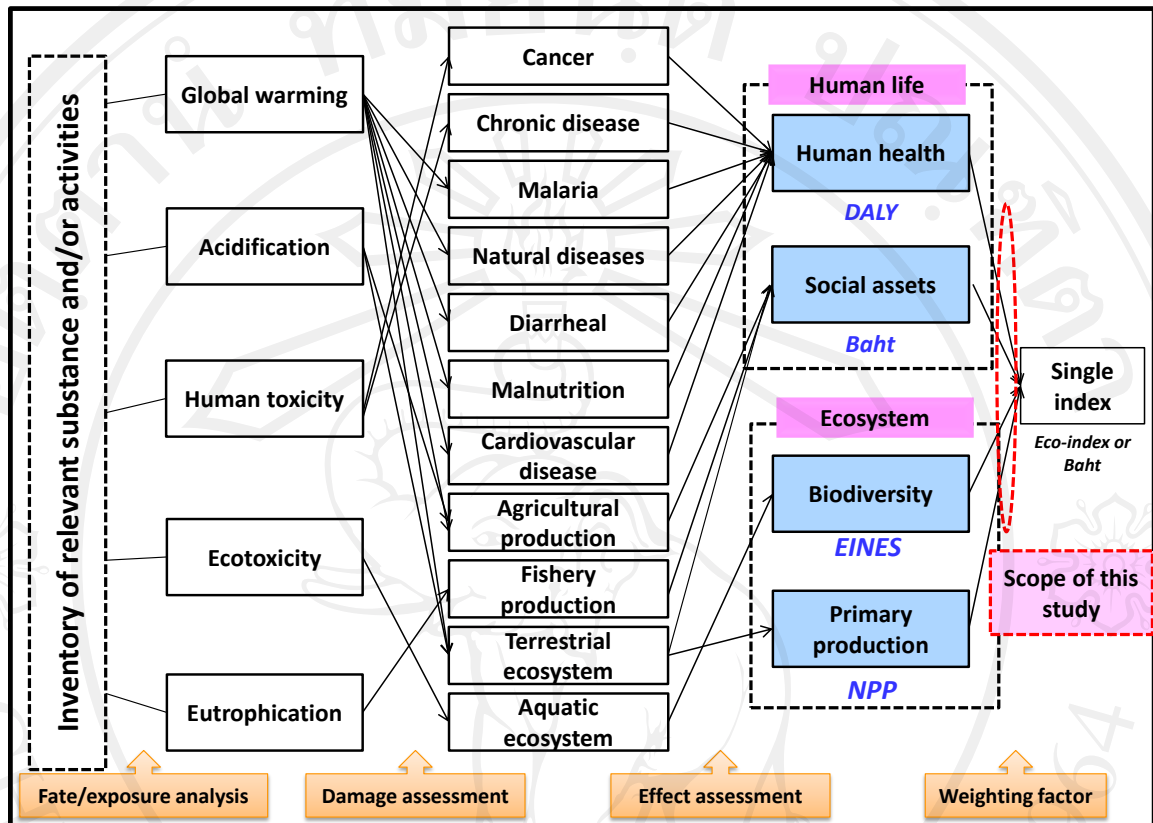 Inventory of relevant substance and/or activities
Global warming
Acidification
Human toxicity
Ecotoxicity
Eutrophication
Cancer
Chronic disease
Malaria
Natural diseases
Diarrheal
Malnutrition
Cardiovascular
disease
Agricultural
production
Fishery
production
Terrestrial
ecosystem
Aquatic
ecosystem
Human life
Human health
DALY
Social assets
Baht
Ecosystem
Biodiversity
EINES
Primary
production
NPP
Single
index
Eco-index or
Baht
Scope of this
study
Fate/exposure analysis
Damage assessment
Effect assessment
Weighting factor
64